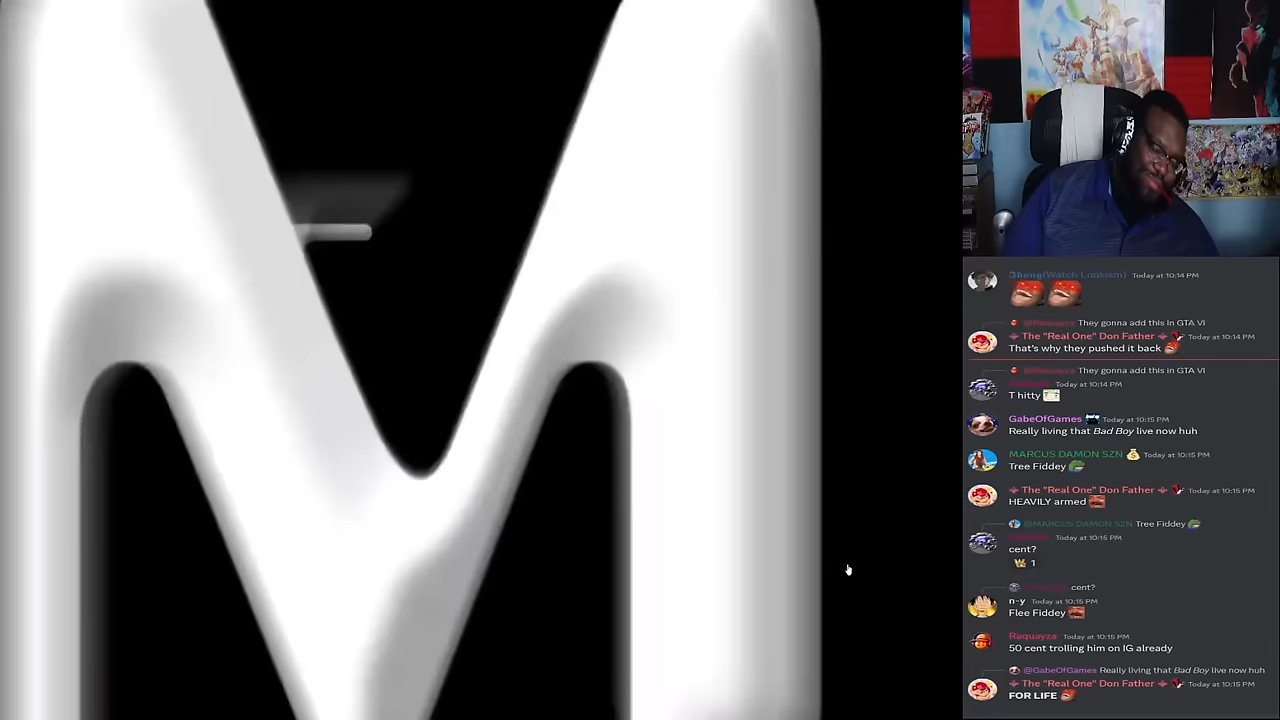 M
3Bang(Watch Lookism) Today at 10:14 PM
@Raquayza They gonna add this in GTA VI
The "Real One" Don Father Today at 10:14 PM
That's why they pushed it back
@Raquayza They gonna add this in GTA VI
Today at 10:14 PM
T hitty
GabeOfGames Today at 10:15 PM
Really living that Bad Boy live now huh
MARCUS DAMON SZN Today at 10:15 PM
Tree Fiddey
The "Real One" Don Father Today at 10:15 PM
HEAVILY armed
@MARCUS DAMON SZN Tree Fiddey
Today at 10:15 PM
cent?
1
cent?
n-y Today at 10:15 PM
Flee Fiddey
Raquayza Today at 10:15 PM
50 cent trolling him on IG already
@GabeOfGames Really living that Bad Boy live now huh
The "Real One" Don Father Today at 10:15 PM
FOR LIFE